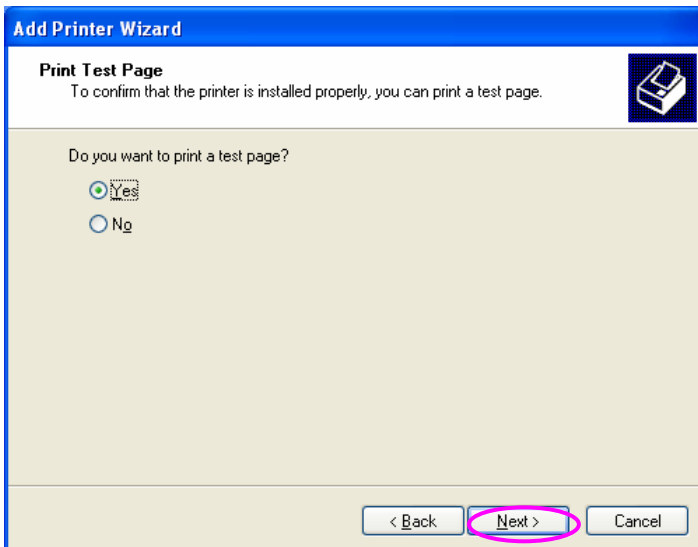 Add Printer Wizard
Print Test Page
To confirm that the printer is installed properly, you can print a test page.
Do you want to print a test page?
Yes
No
< Back Next > Cancel